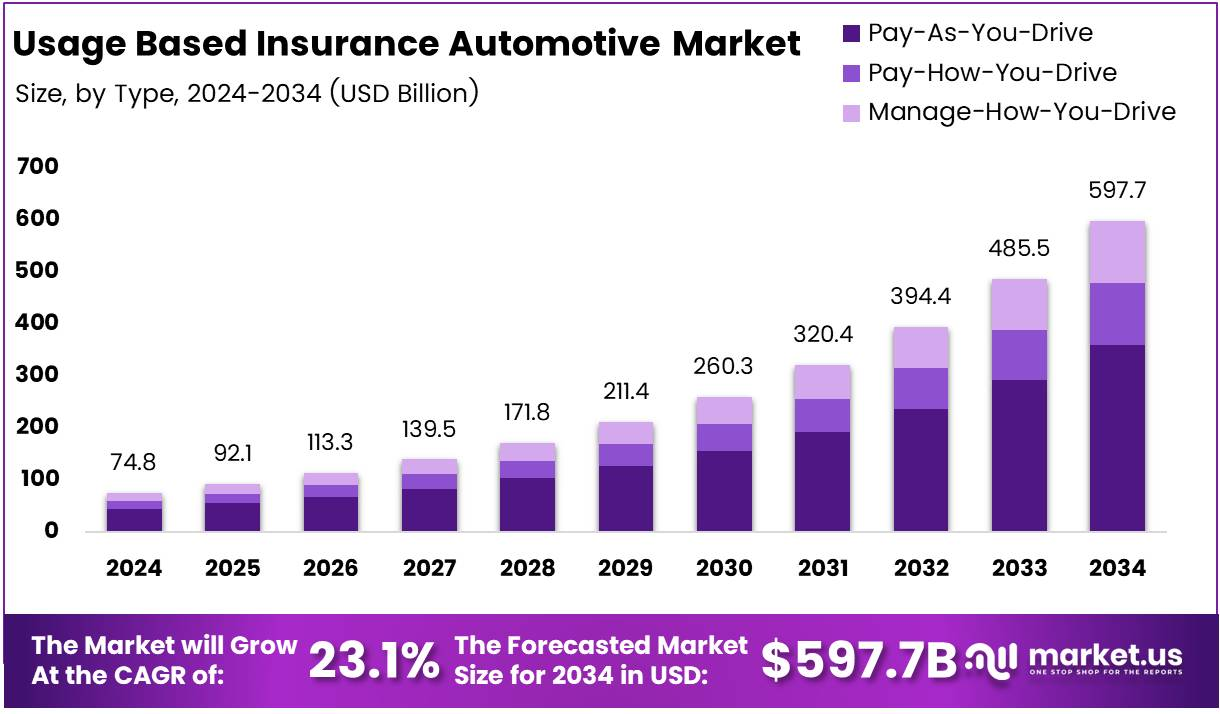 Usage Based Insurance Automotive Market
Size, by Type, 2024-2034 (USD Billion)
Pay-As-You-Drive
Pay-How-You-Drive
Manage-How-You-Drive
700
600
500
400
300
200
100
0
74.8
92.1
113.3
139.5
171.8
211.4
260.3
320.4
394.4
485.5
597.7
2024
2025
2026
2027
2028
2029
2030
2031
2032
2033
2034
The Market will Grow
At the CAGR of:
23.1%
The Forecasted Market
Size for 2034 in USD:
$597.7B
market.us
ONE STOP SHOP FOR THE REPORTS